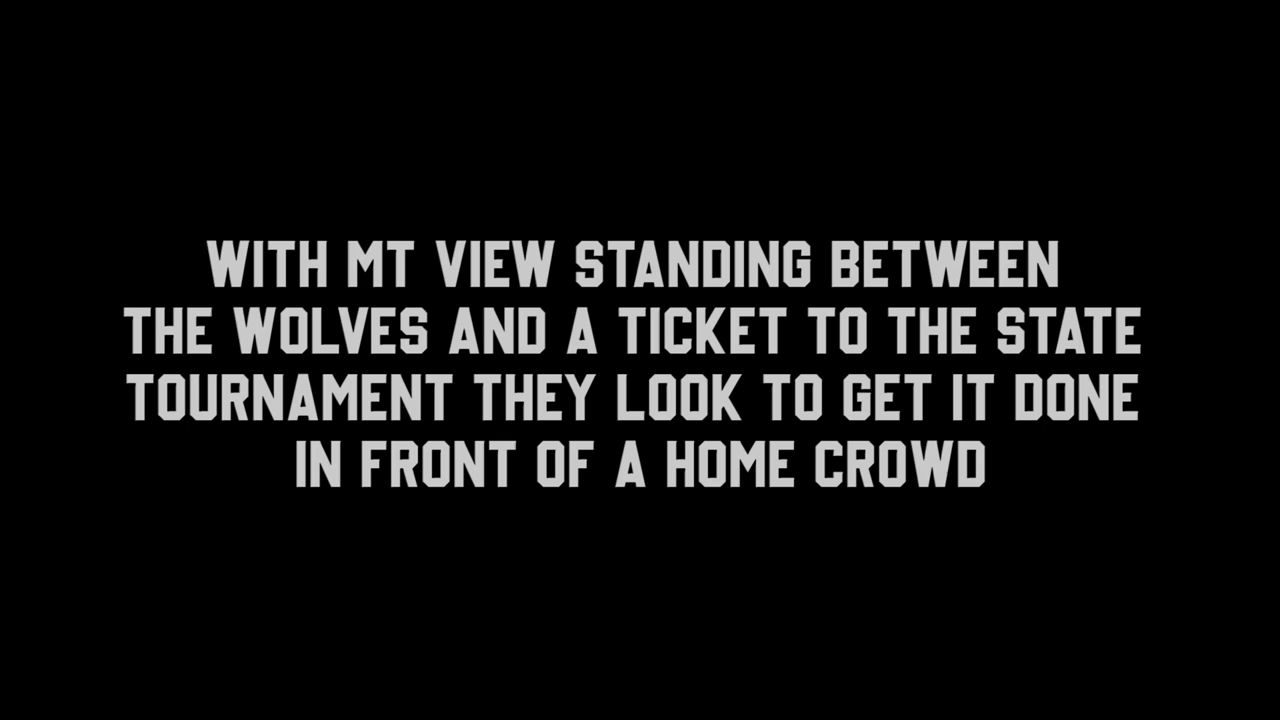 WITH MT VIEW STANDING BETWEEN
THE WOLVES AND A TICKET TO THE STATE
TOURNAMENT THEY LOOK TO GET IT DONE
IN FRONT OF A HOME CROWD